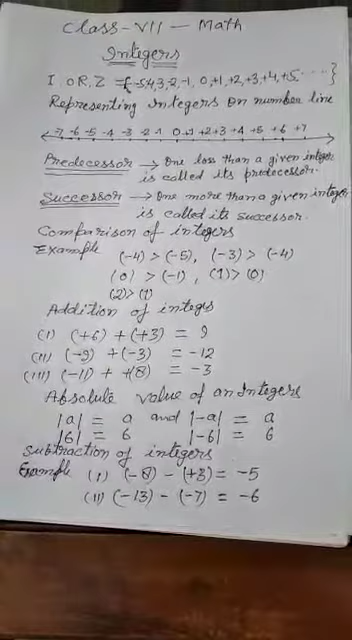 Class-VII — Math
Integers
I OR, Z = {-5,4,3,-2,-1, 0,+1,+2,+3,+4,+5, ....}
Representing Integers on number line
-7 -6 -5 -4 -3 -2 -1 0 +1 +2 +3 +4 +5 +6 +7
Predecessor → One less than a given integer
is called its predecessor.
Successor → One more than a given integer
is called its successor.
Comparison of integers
Example (-4) > (-5), (-3) > (-4)
(0) > (-1), (1) > (0)
(2) > (1)
Addition of integrs
(I) (+6) + (+3) = 9
(II) (-9) + (-3) = -12
(III) (-11) + +(8) = -3
Absolute value of an Integers
|a| = a and |-a| = a
|6| = 6 |-6| = 6
Subtraction of integers
Example (I) (-8) - (+3) = -5
(II) (-13) - (-7) = -6